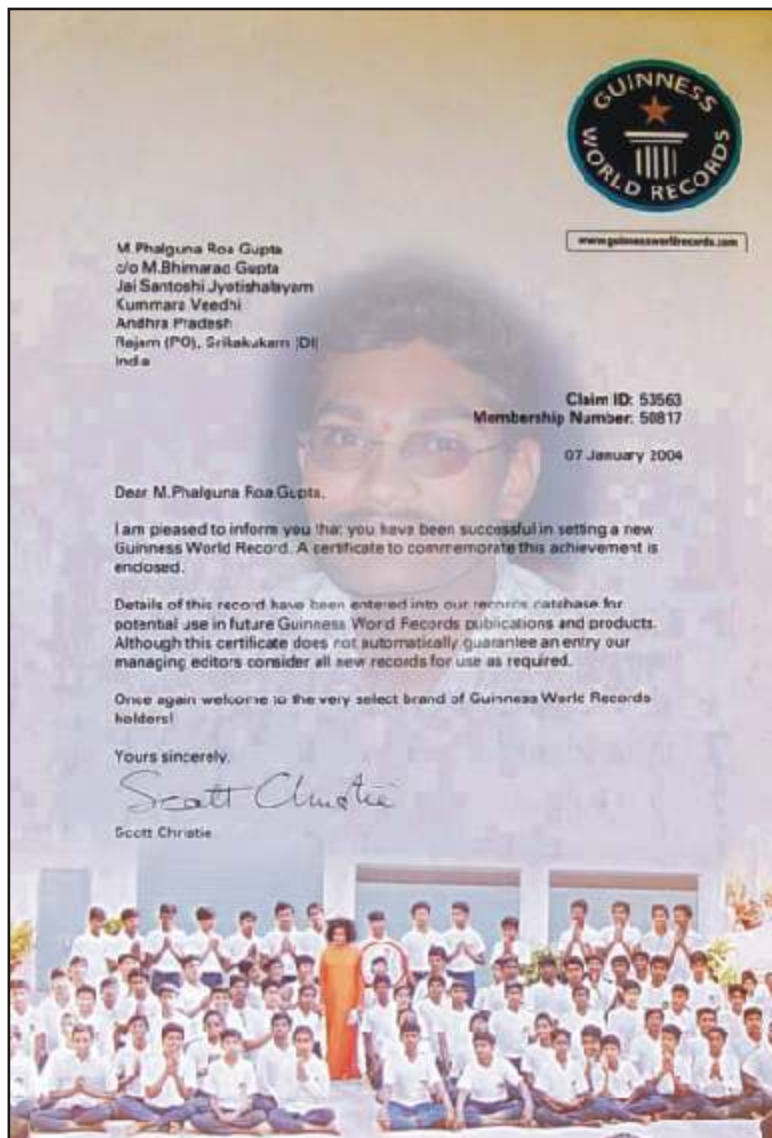 GUINNESS
WORLD RECORDS
www.guinnessworldrecords.com
M.Phalguna Roa Gupta
c/o M.Bhimarao Gupta
Jai Santoshi Jyotishalayam
Kummara Veedhi
Andhra Pradesh
Rajam (PO), Srikakukam (DI)
India
Claim ID: 53563
Membership Number: 50817
07 January 2004
Dear M.Phalguna Roa Gupta,
I am pleased to inform you that you have been successful in setting a new
Guinness World Record. A certificate to commemorate this achievement is
enclosed.
Details of this record have been entered into our records database for
potential use in future Guinness World Records publications and products.
Although this certificate does not automatically guarantee an entry our
managing editors consider all new records for use as required.
Once again welcome to the very select brand of Guinness World Records
holders!
Yours sincerely,
Scott Christie
Scott Christie